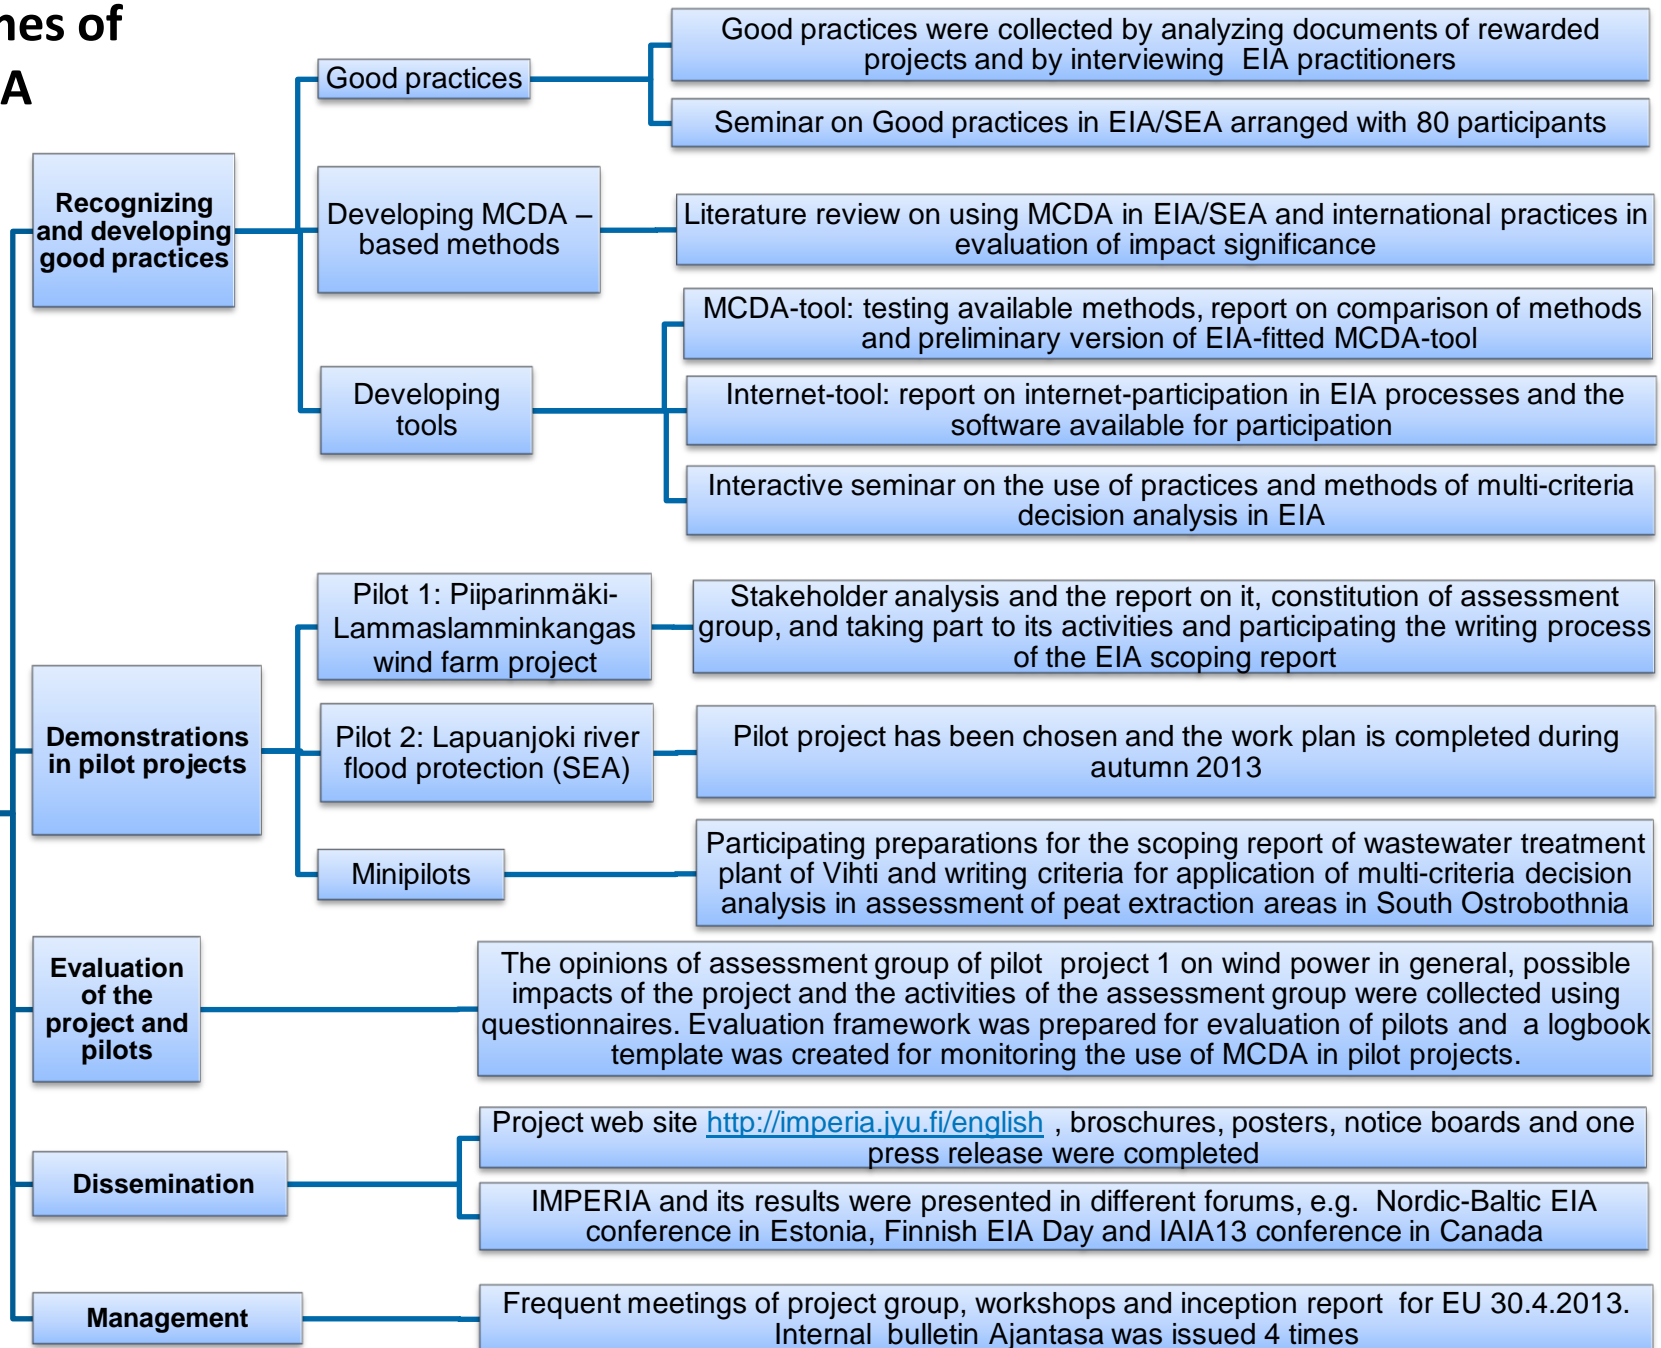 nes of
A
Good practices
Good practices were collected by analyzing documents of rewarded
projects and by interviewing EIA practitioners
Seminar on Good practices in EIA/SEA arranged with 80 participants
Recognizing
and developing
good practices
Developing MCDA –
based methods
Literature review on using MCDA in EIA/SEA and international practices in
evaluation of impact significance
Developing
tools
MCDA-tool: testing available methods, report on comparison of methods
and preliminary version of EIA-fitted MCDA-tool
Internet-tool: report on internet-participation in EIA processes and the
software available for participation
Interactive seminar on the use of practices and methods of multi-criteria
decision analysis in EIA
Demonstrations
in pilot projects
Pilot 1: Piiparinmäki-
Lammaslamminkangas
wind farm project
Stakeholder analysis and the report on it, constitution of assessment
group, and taking part to its activities and participating the writing process
of the EIA scoping report
Pilot 2: Lapuanjoki river
flood protection (SEA)
Pilot project has been chosen and the work plan is completed during
autumn 2013
Minipilots
Participating preparations for the scoping report of wastewater treatment
plant of Vihti and writing criteria for application of multi-criteria decision
analysis in assessment of peat extraction areas in South Ostrobothnia
Evaluation
of the
project and
pilots
The opinions of assessment group of pilot project 1 on wind power in general, possible
impacts of the project and the activities of the assessment group were collected using
questionnaires. Evaluation framework was prepared for evaluation of pilots and a logbook
template was created for monitoring the use of MCDA in pilot projects.
Dissemination
Project web site http://imperia.jyu.fi/english , broschures, posters, notice boards and one
press release were completed
IMPERIA and its results were presented in different forums, e.g. Nordic-Baltic EIA
conference in Estonia, Finnish EIA Day and IAIA13 conference in Canada
Management
Frequent meetings of project group, workshops and inception report for EU 30.4.2013.
Internal bulletin Ajantasa was issued 4 times